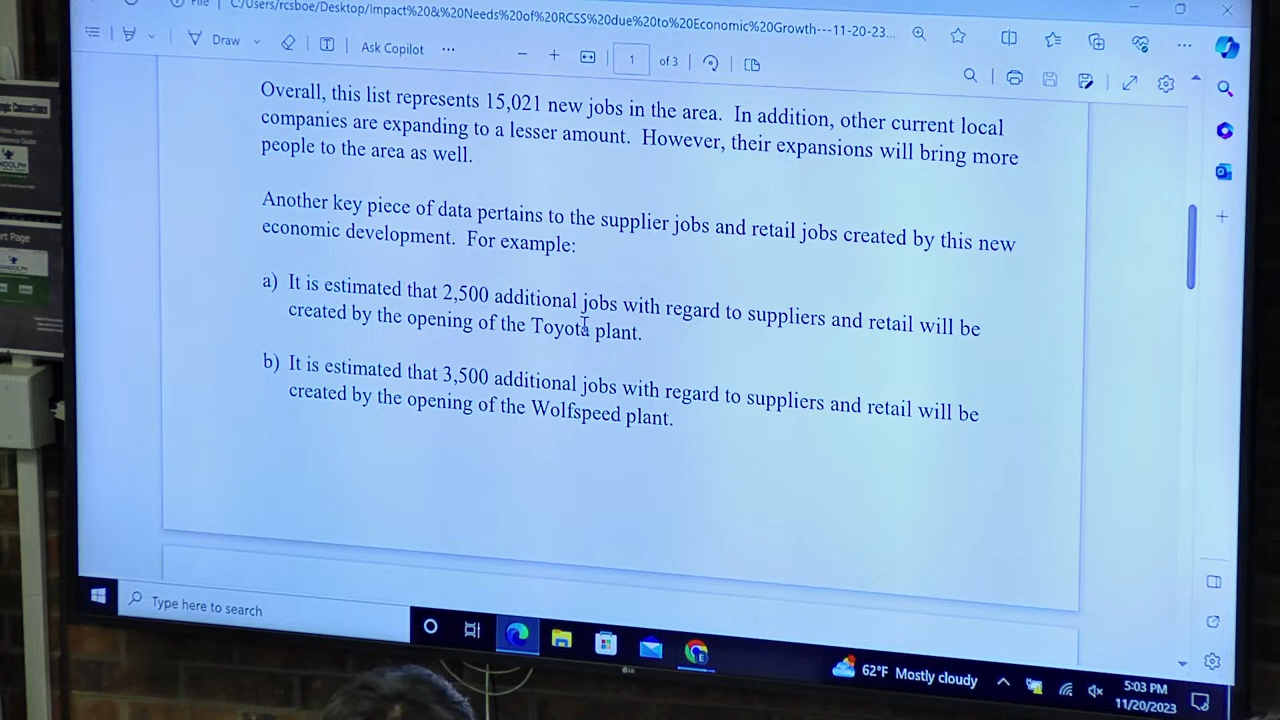 File | C:/Users/rcsboe/Desktop/Impact%20&%20Needs%20of%20RCSS%20due%20to%20Economic%20Growth---11-20-23...
Draw
Ask Copilot
1 of 3
Overall, this list represents 15,021 new jobs in the area. In addition, other current local
companies are expanding to a lesser amount. However, their expansions will bring more
people to the area as well.
Another key piece of data pertains to the supplier jobs and retail jobs created by this new
economic development. For example:
a) It is estimated that 2,500 additional jobs with regard to suppliers and retail will be
created by the opening of the Toyota plant.
b) It is estimated that 3,500 additional jobs with regard to suppliers and retail will be
created by the opening of the Wolfspeed plant.
Type here to search
62°F Mostly cloudy
5:03 PM
11/20/2023
LG